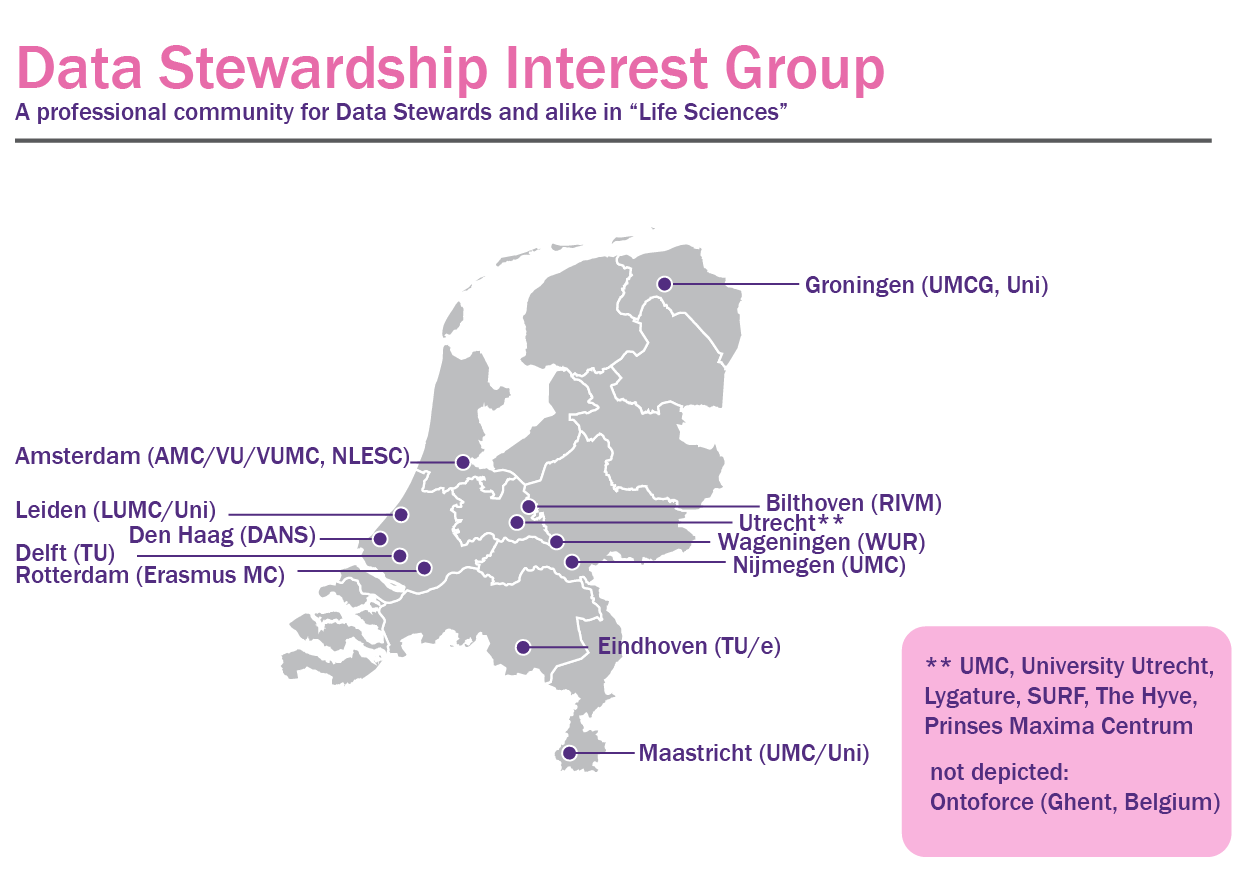 Data Stewardship Interest Group
A professional community for Data Stewards and alike in “Life Sciences”
Groningen (UMCG, Uni)
Amsterdam (AMC/VU/VUMC, NLESC)
Leiden (LUMC/Uni)
Den Haag (DANS)
Delft (TU)
Rotterdam (Erasmus MC)
Bilthoven (RIVM)
Utrecht**
Wageningen (WUR)
Nijmegen (UMC)
Eindhoven (TU/e)
Maastricht (UMC/Uni)
** UMC, University Utrecht,
Lygature, SURF, The Hyve,
Prinses Maxima Centrum
not depicted:
Ontoforce (Ghent, Belgium)